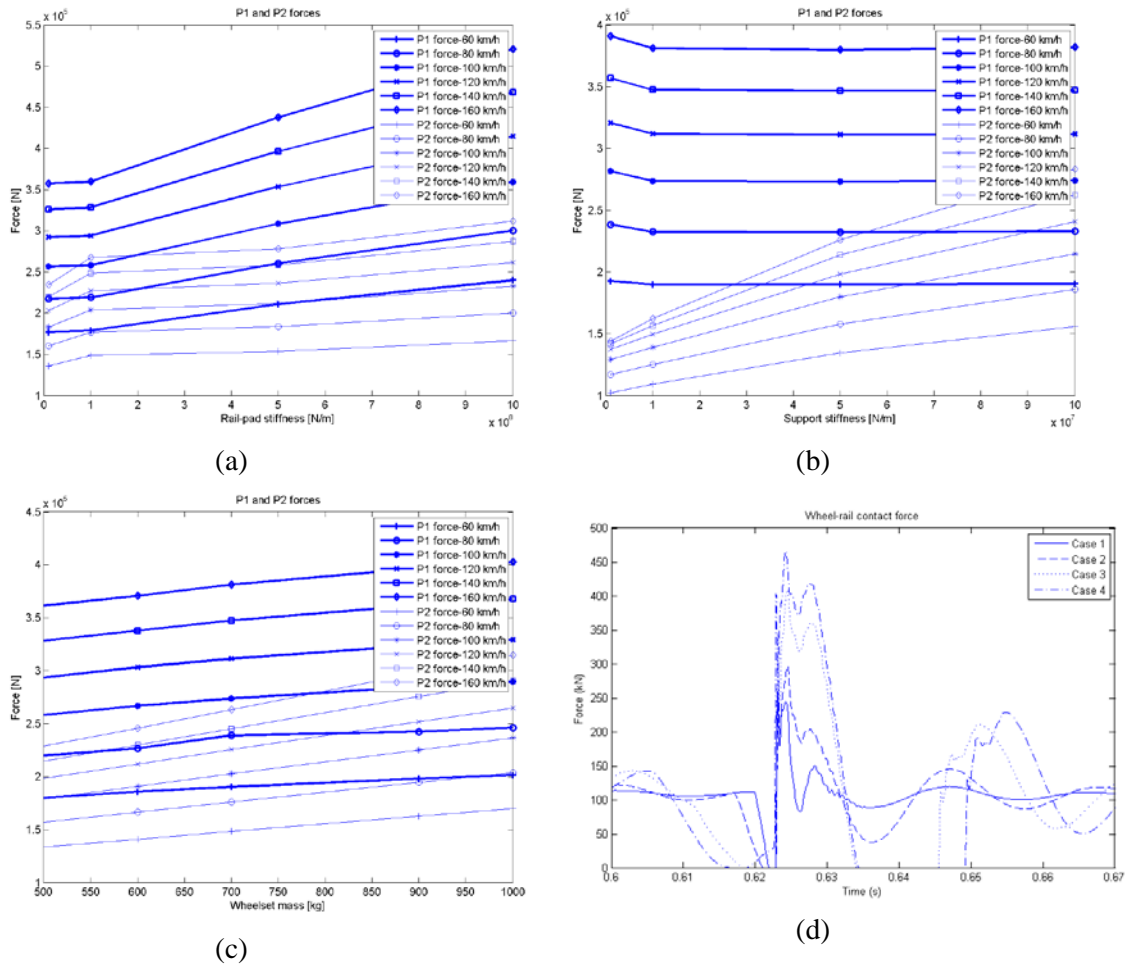 P1 and P2 forces
x 10^5
5.5
5
4.5
4
3.5
3
2.5
2
1.5
1
Force [N]
0 1 2 3 4 5 6 7 8 9 10
x 10^8
Rail-pad stiffness [N/m]
P1 force-60 km/h
P1 force-80 km/h
P1 force-100 km/h
P1 force-120 km/h
P1 force-140 km/h
P1 force-160 km/h
P2 force-60 km/h
P2 force-80 km/h
P2 force-100 km/h
P2 force-120 km/h
P2 force-140 km/h
P2 force-160 km/h
(a)
P1 and P2 forces
x 10^5
4
3.5
3
2.5
2
1.5
1
Force [N]
0 1 2 3 4 5 6 7 8 9 10
x 10^7
Support stiffness [N/m]
P1 force-60 km/h
P1 force-80 km/h
P1 force-100 km/h
P1 force-120 km/h
P1 force-140 km/h
P1 force-160 km/h
P2 force-60 km/h
P2 force-80 km/h
P2 force-100 km/h
P2 force-120 km/h
P2 force-140 km/h
P2 force-160 km/h
(b)
P1 and P2 forces
x 10^5
4.5
4
3.5
3
2.5
2
1.5
1
Force [N]
500 550 600 650 700 750 800 850 900 950 1000
Wheelset mass [kg]
P1 force-60 km/h
P1 force-80 km/h
P1 force-100 km/h
P1 force-120 km/h
P1 force-140 km/h
P1 force-160 km/h
P2 force-60 km/h
P2 force-80 km/h
P2 force-100 km/h
P2 force-120 km/h
P2 force-140 km/h
P2 force-160 km/h
(c)
Wheel-rail contact force
500
450
400
350
300
250
200
150
100
50
0
Force (kN)
0.6 0.61 0.62 0.63 0.64 0.65 0.66 0.67
Time (s)
Case 1
Case 2
Case 3
Case 4
(d)